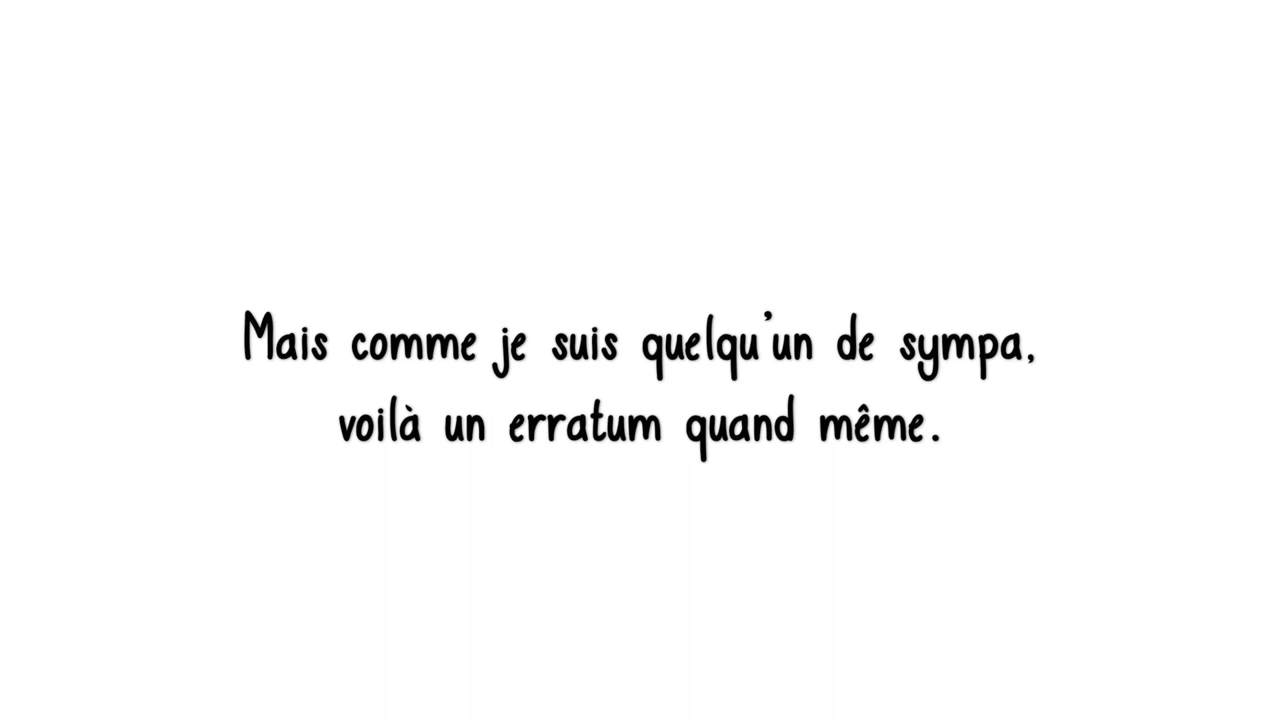 Mais comme je suis quelqu'un de sympa,
voilà un erratum quand même.